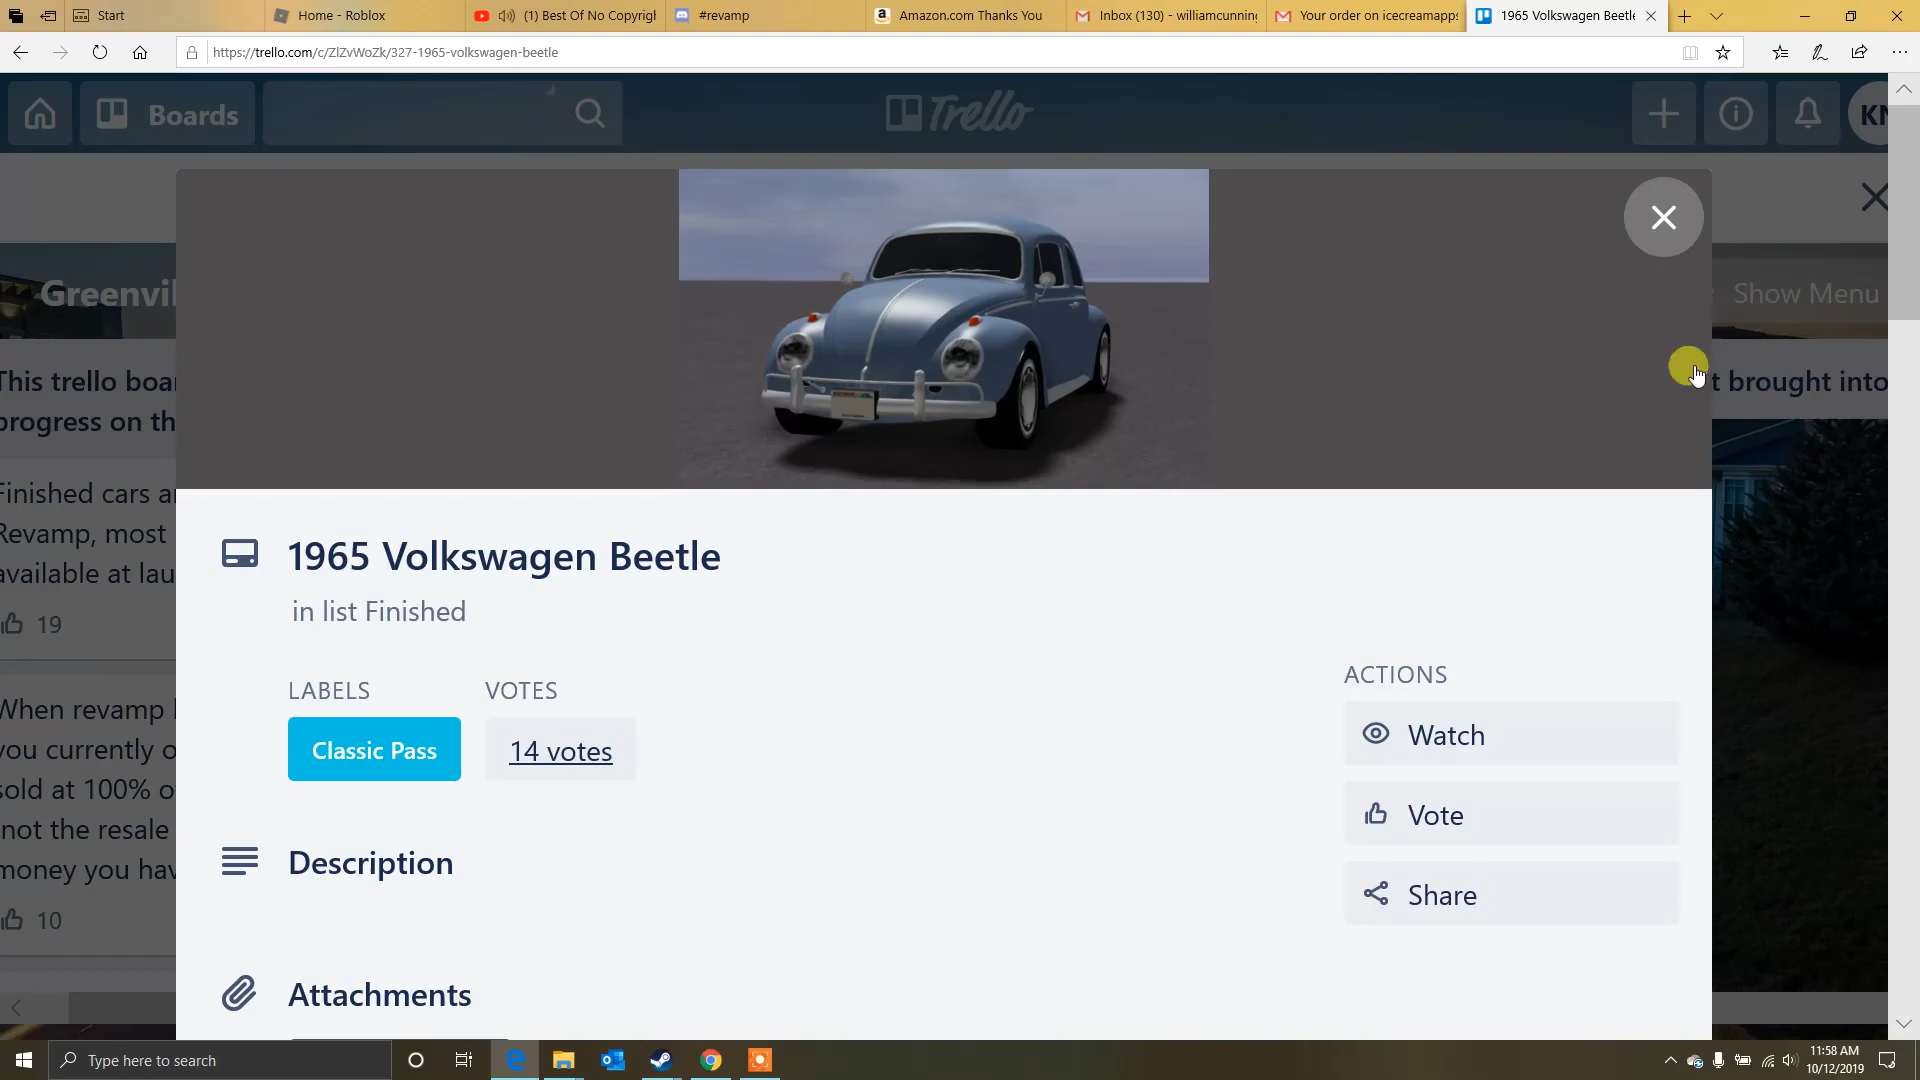 Start
Home - Roblox
(1) Best Of No Copyrigh
#revamp
Amazon.com Thanks You
Inbox (130) - williamcunning
Your order on icecreamapps
1965 Volkswagen Beetle
https://trello.com/c/ZlZvWoZk/327-1965-volkswagen-beetle
Boards
Trello
KN
Greenvil
Show Menu
This trello boa
progress on th
t brought into
Finished cars a
Revamp, most
available at lau
19
When revamp
you currently o
sold at 100% o
not the resale
money you hav
10
1965 Volkswagen Beetle
in list Finished
LABELS
VOTES
Classic Pass
14 votes
ACTIONS
Watch
Vote
Share
Description
Attachments
Type here to search
11:58 AM
10/12/2019